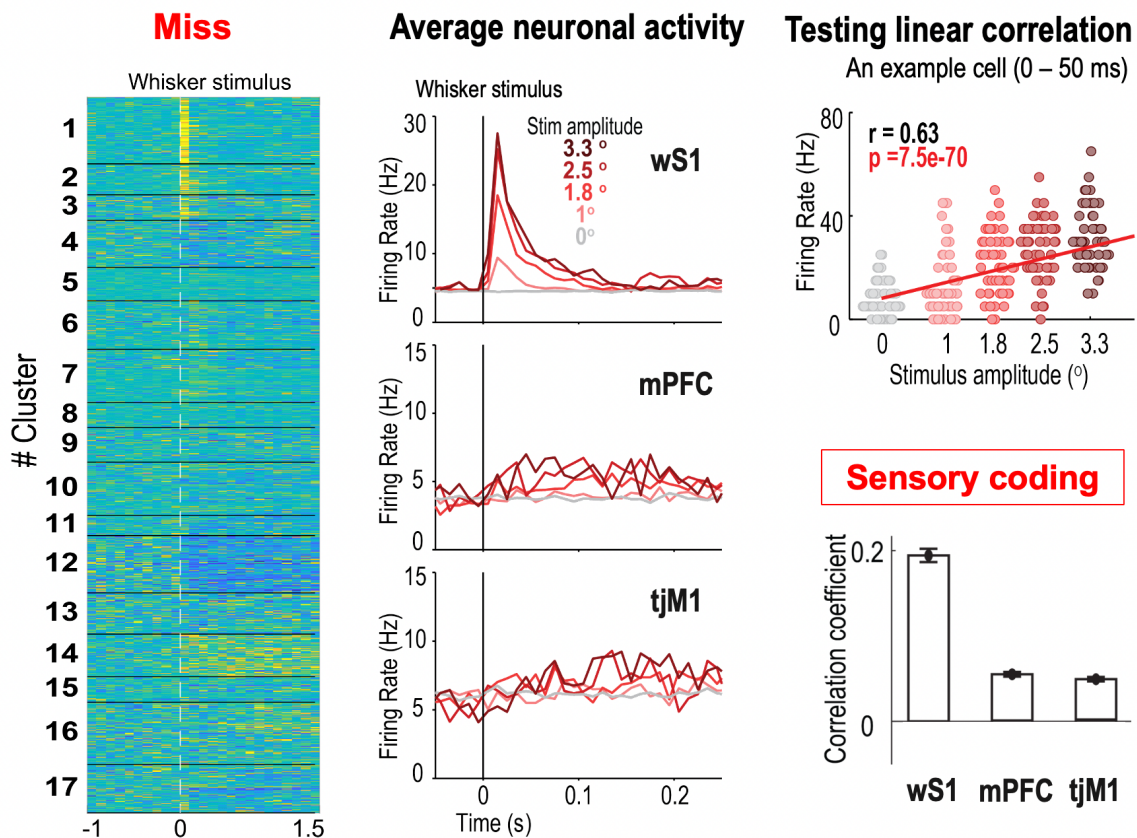 Miss
Whisker stimulus
# Cluster
1
2
3
4
5
6
7
8
9
10
11
12
13
14
15
16
17
-1 0 1.5
Average neuronal activity
Whisker stimulus
Firing Rate (Hz)
30
20
10
0
Stim amplitude
3.3 °
2.5 °
1.8 °
1°
0°
wS1
Firing Rate (Hz)
15
10
5
0
mPFC
Firing Rate (Hz)
15
10
5
0
tjM1
0 0.1 0.2
Time (s)
Testing linear correlation
An example cell (0 – 50 ms)
Firing Rate (Hz)
80
40
0
r = 0.63
p =7.5e-70
0 1 1.8 2.5 3.3
Stimulus amplitude (°)
Sensory coding
Correlation coefficient
0.2
0
wS1 mPFC tjM1